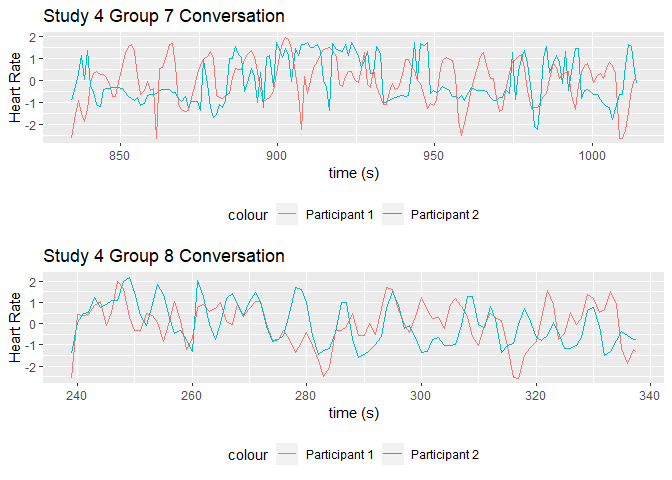 Study 4 Group 7 Conversation
2
1
0
-1
-2
Heart Rate
850
900
950
1000
time (s)
colour Participant 1 Participant 2
Study 4 Group 8 Conversation
2
1
0
-1
-2
Heart Rate
240
260
280
300
320
340
time (s)
colour Participant 1 Participant 2